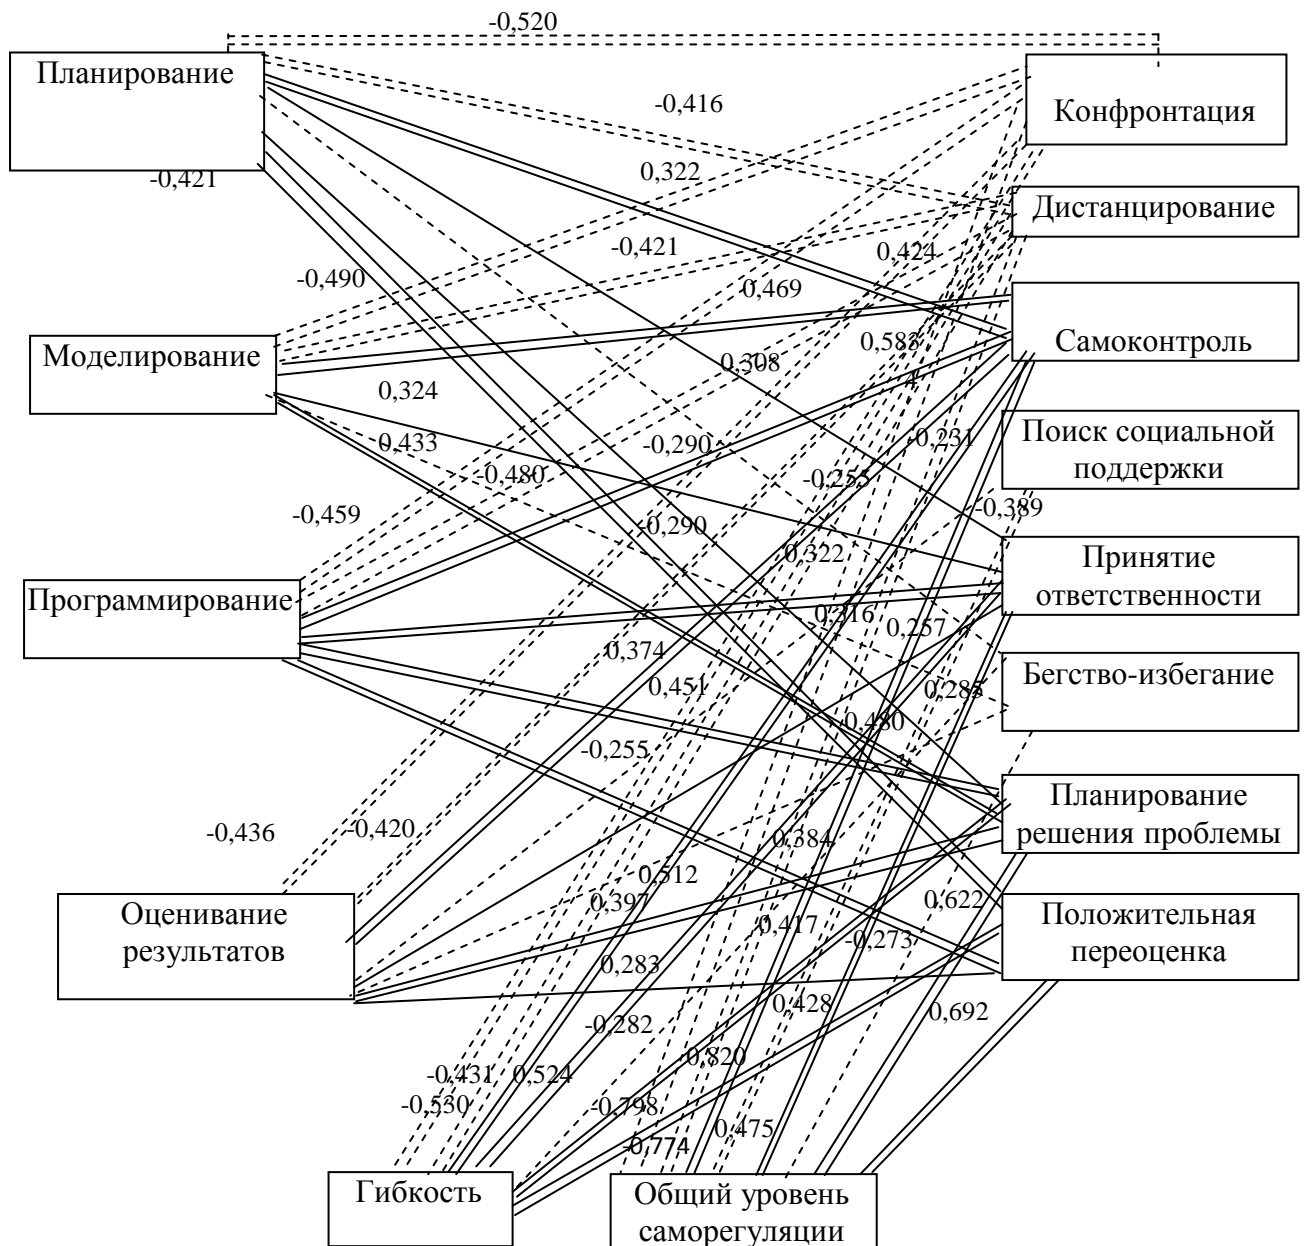 -0,520
Планирование
Конфронтация
-0,416
-0,421
0,322
Дистанцирование
-0,421
0,424
-0,490
0,469
Самоконтроль
Моделирование
0,583
0,308
0,324
4
Поиск социальной
поддержки
0,433
-0,290
-0,231
-0,480
-0,255
-0,389
-0,459
-0,290
0,322
Принятие
ответственности
Программирование
0,316
0,257
0,374
Бегство-избегание
0,451
0,285
0,480
-0,255
Планирование
решения проблемы
-0,436
-0,420
0,384
0,512
0,397
0,622
Оценивание
результатов
0,417
-0,273
Положительная
переоценка
0,283
0,428
0,692
-0,282
0,820
-0,431
0,524
-0,530
-0,798
0,475
-0,774
Гибкость
Общий уровень
саморегуляции